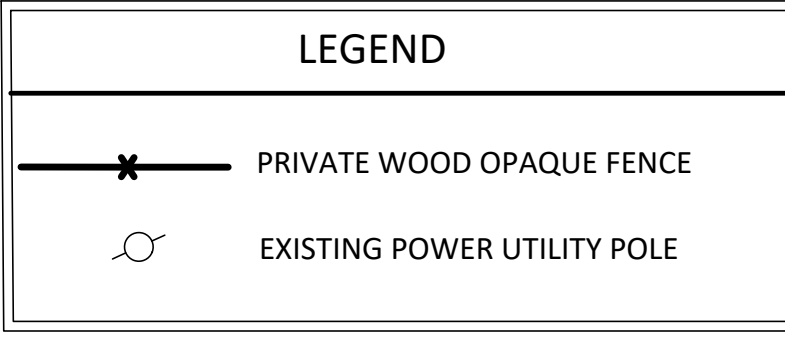 LEGEND
PRIVATE WOOD OPAQUE FENCE
EXISTING POWER UTILITY POLE